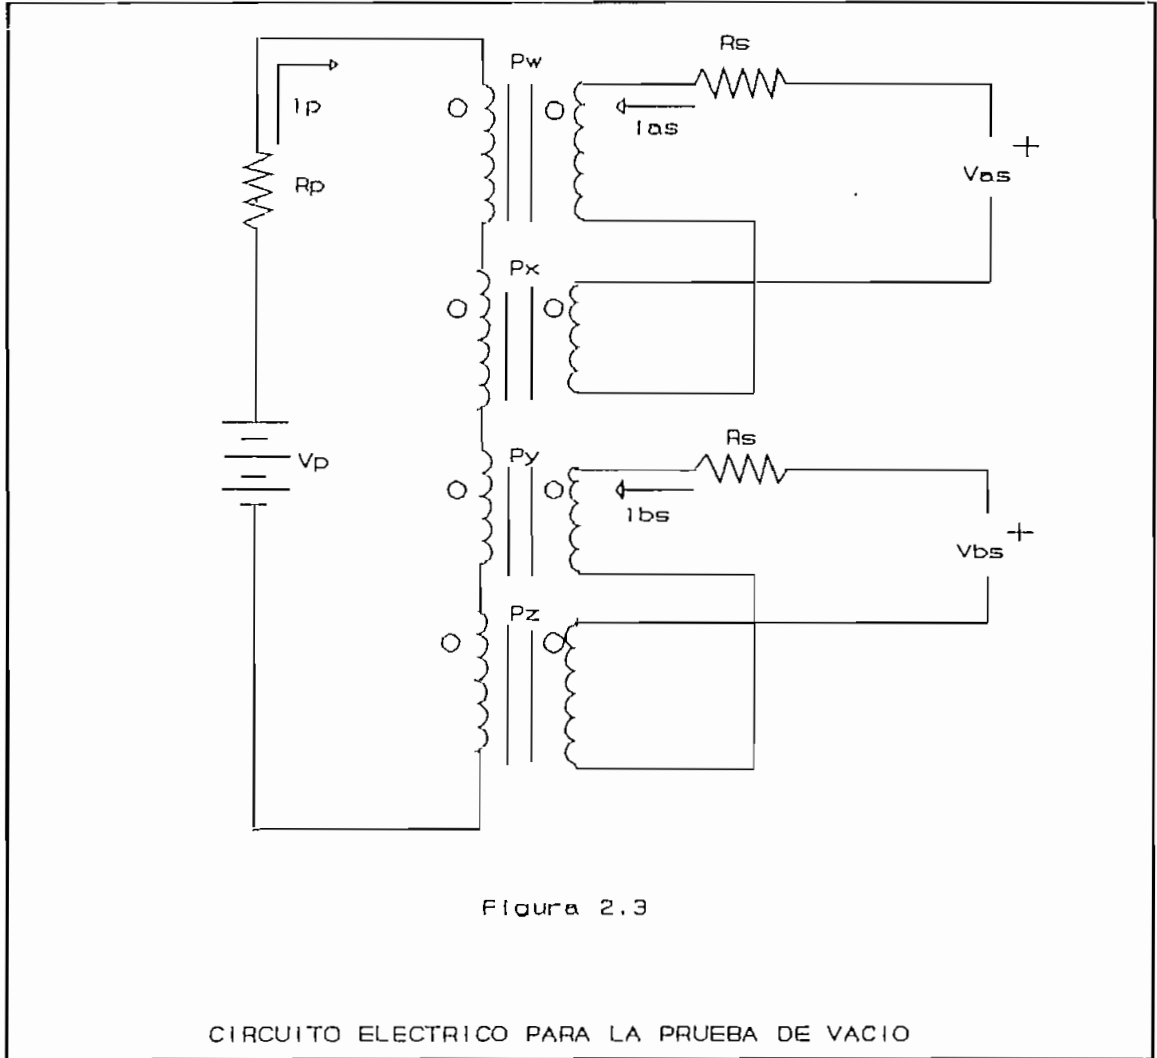 Rs
Pw
Ip
Ias
Vas +
Rp
Px
Rs
Vp
Py
Ibs
Vbs +
Pz
Figura 2.3
CIRCUITO ELECTRICO PARA LA PRUEBA DE VACIO